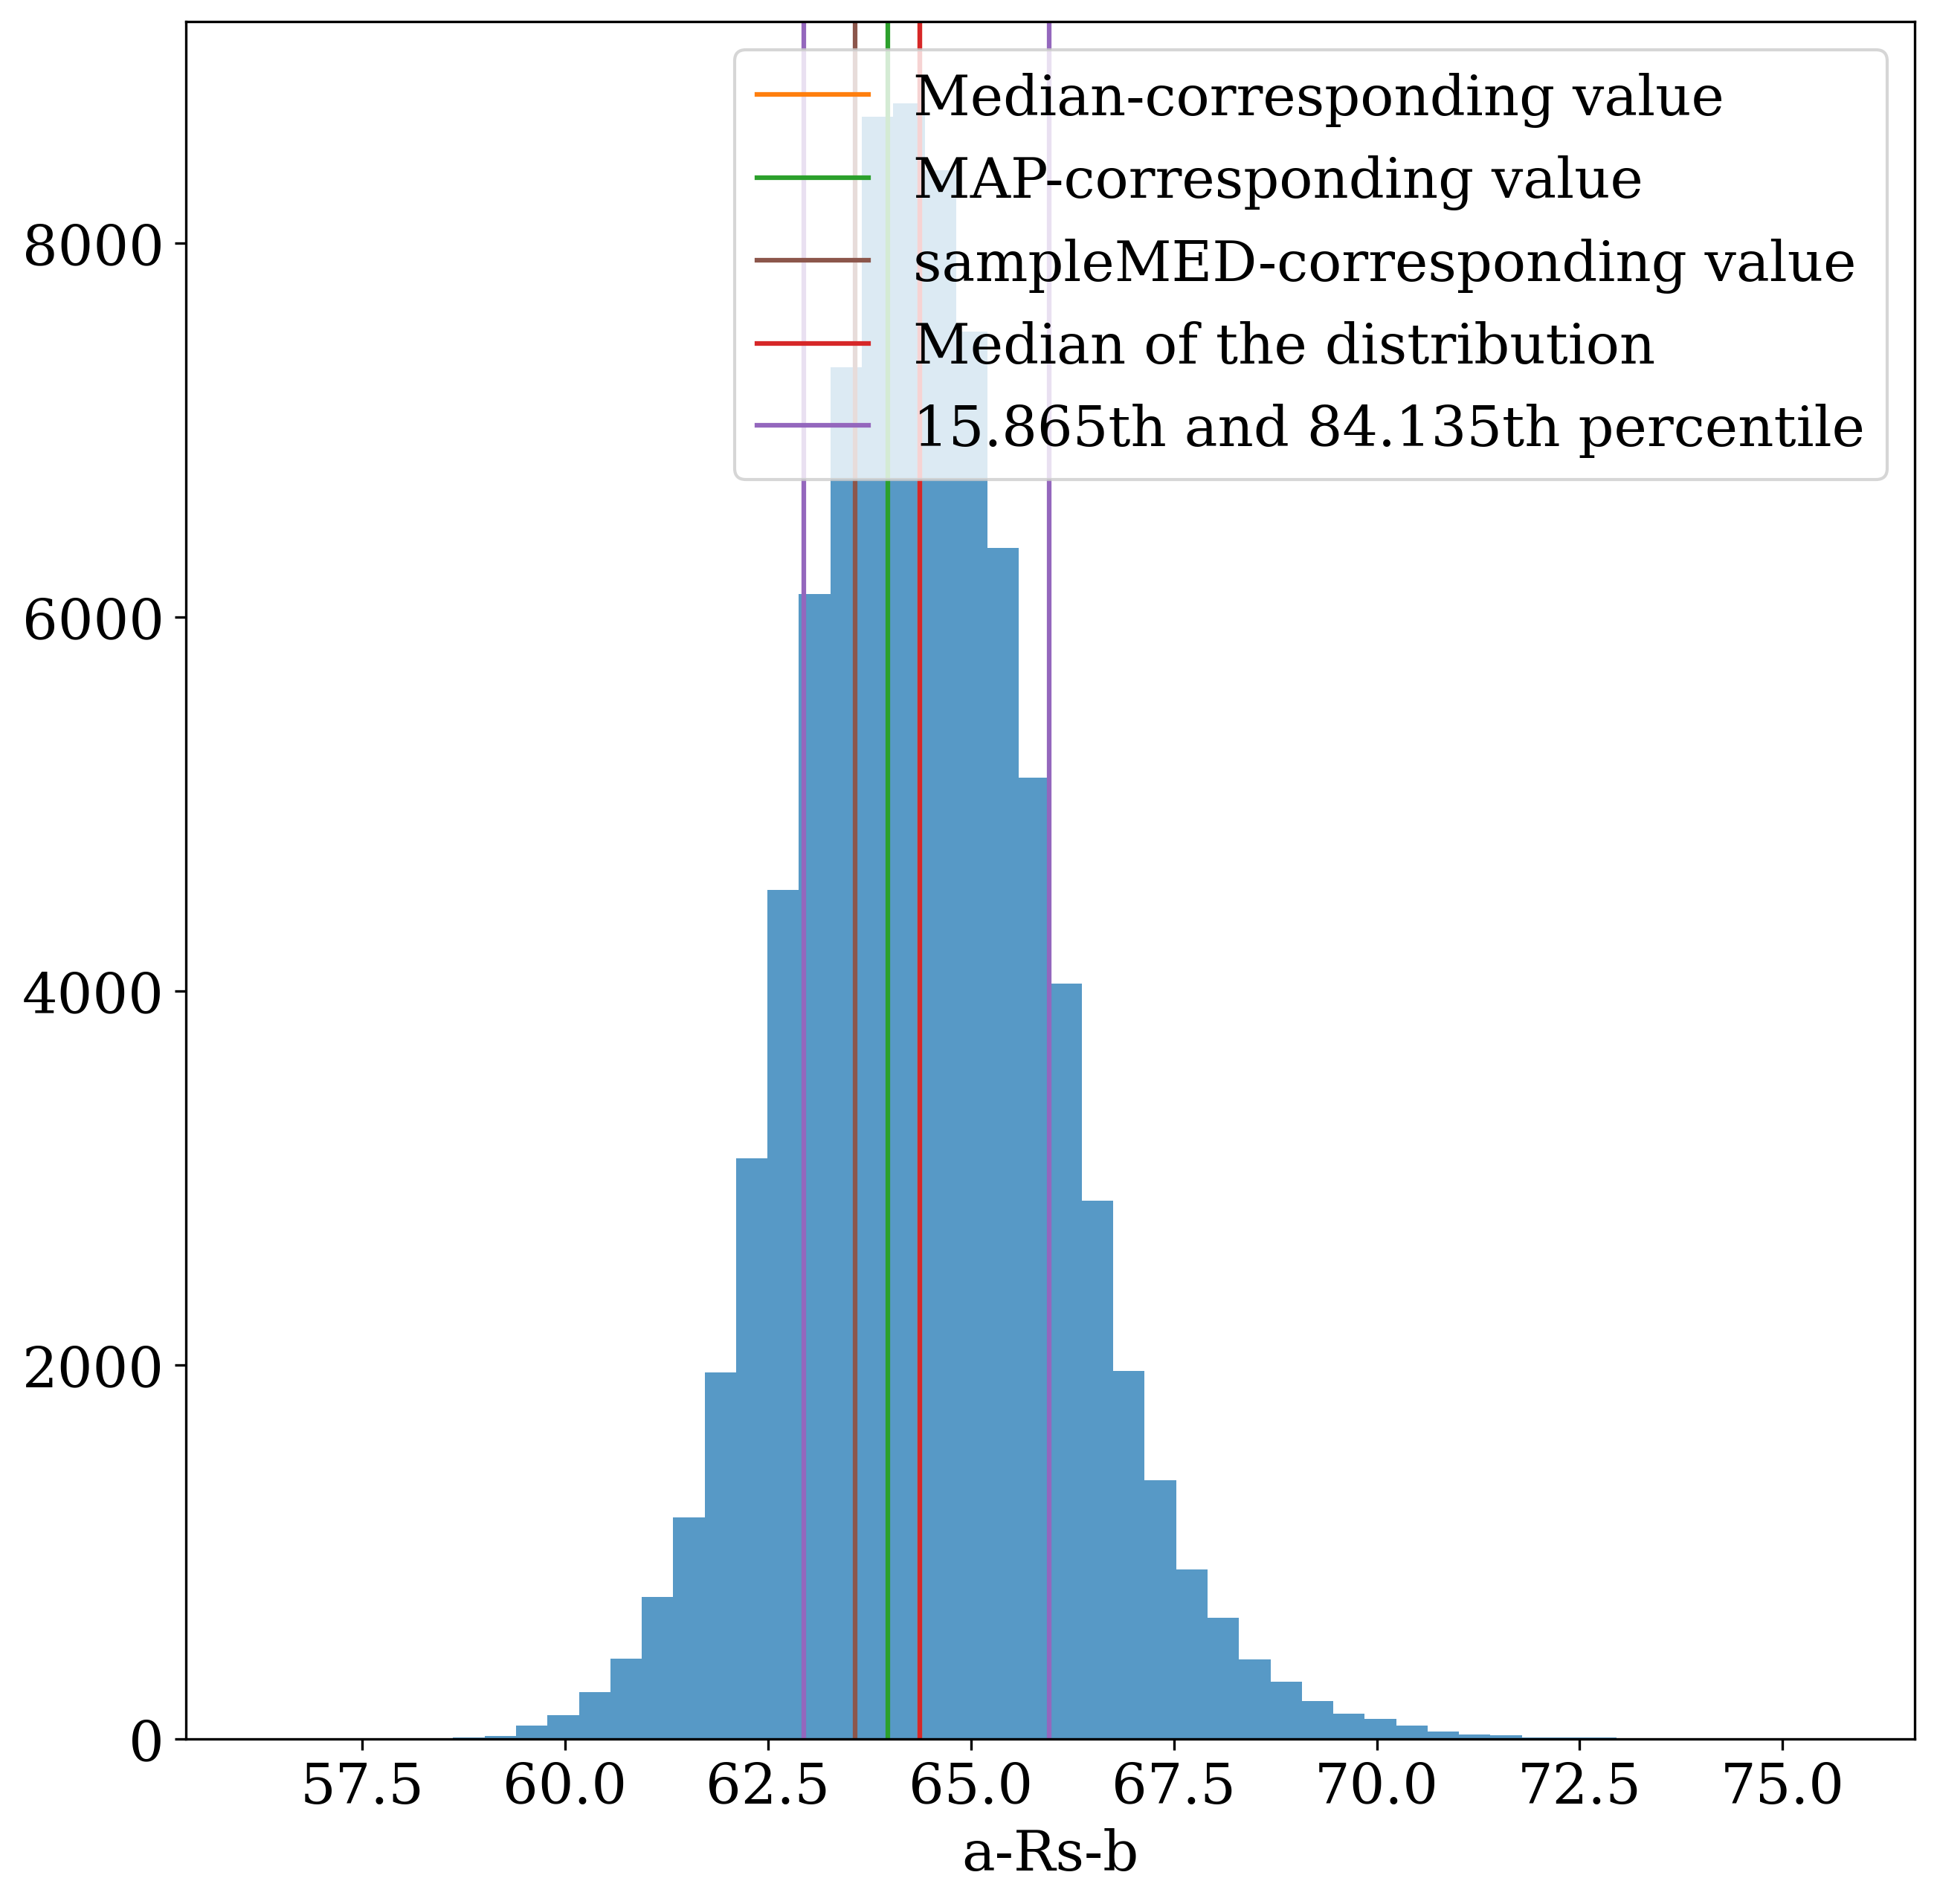 Median-corresponding value
MAP-corresponding value
sampleMED-corresponding value
Median of the distribution
15.865th and 84.135th percentile
8000
6000
4000
2000
0
57.5 60.0 62.5 65.0 67.5 70.0 72.5 75.0
a-Rs-b